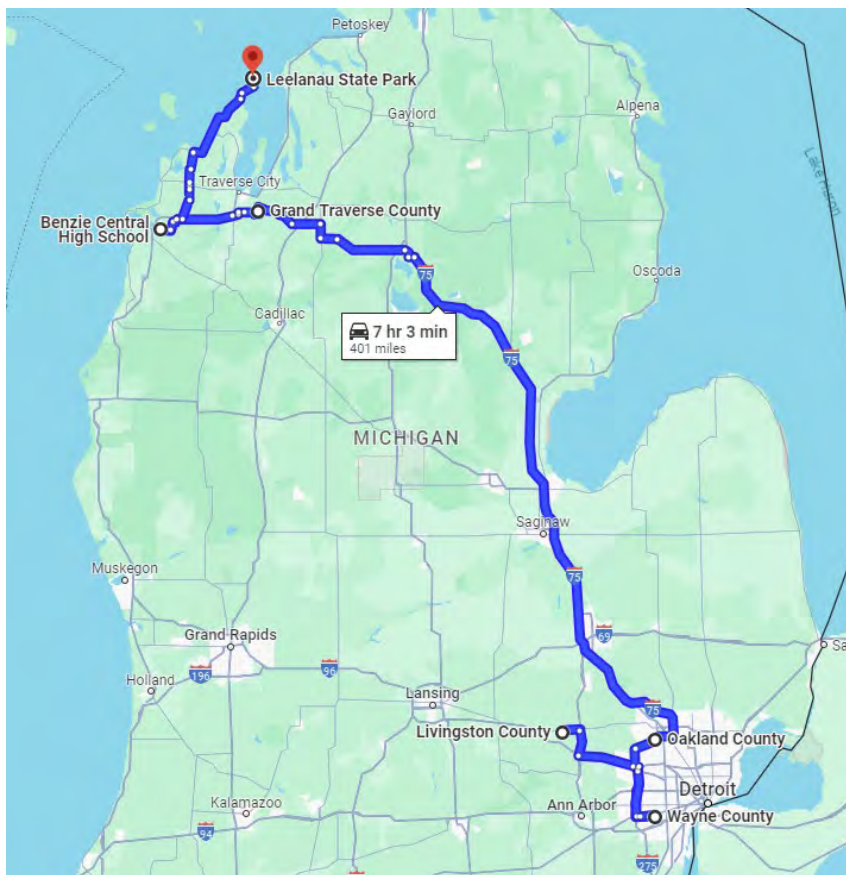 Petoskey
Leelanau State Park
Gaylord
Alpena
Lake Huron
Traverse City
Grand Traverse County
Benzie Central
High School
75
Oscoda
Cadillac
7 hr 3 min
401 miles
75
MICHIGAN
Saginaw
Muskegon
75
Grand Rapids
69
96
196
Holland
Lansing
75
Livingston County
Oakland County
Detroit
Kalamazoo
Ann Arbor
Wayne County
94
275